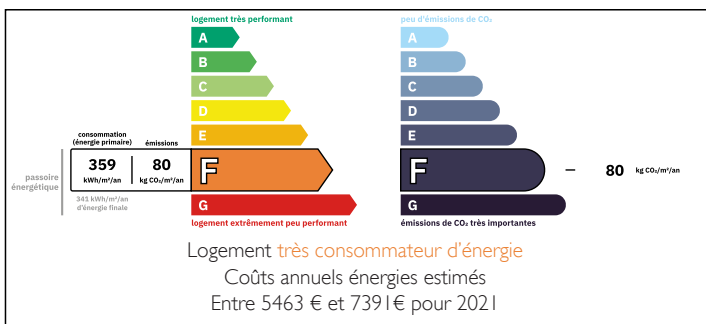 logement très performant
A
B
C
D
E
consommation
(énergie primaire)
émissions
359
kWh/m²/an
80
kg CO₂/m²/an
F
passoire
énergétique
341 kWh/m²/an
d'énergie finale
G
logement extrêmement peu performant
peu d'émissions de CO₂
A
B
C
D
E
F
80 kg CO₂/m²/an
G
émissions de CO₂ très importantes
Logement très consommateur d'énergie
Coûts annuels énergies estimés
Entre 5463 € et 7391€ pour 2021